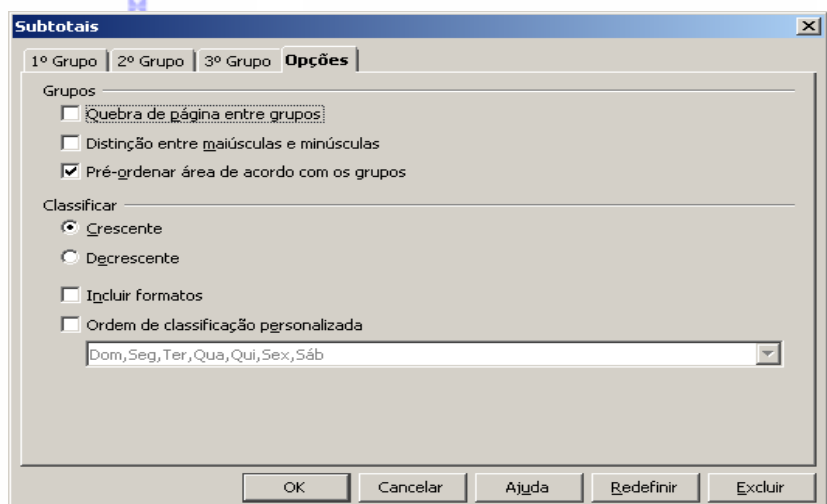 Subtotais
1º Grupo 2º Grupo 3º Grupo Opções
Grupos
Quebra de página entre grupos
Distinção entre maiúsculas e minúsculas
Pré-ordenar área de acordo com os grupos
Classificar
Crescente
Decrescente
Incluir formatos
Ordem de classificação personalizada
Dom,Seg,Ter,Qua,Qui,Sex,Sáb
OK Cancelar Ajuda Redefinir Excluir